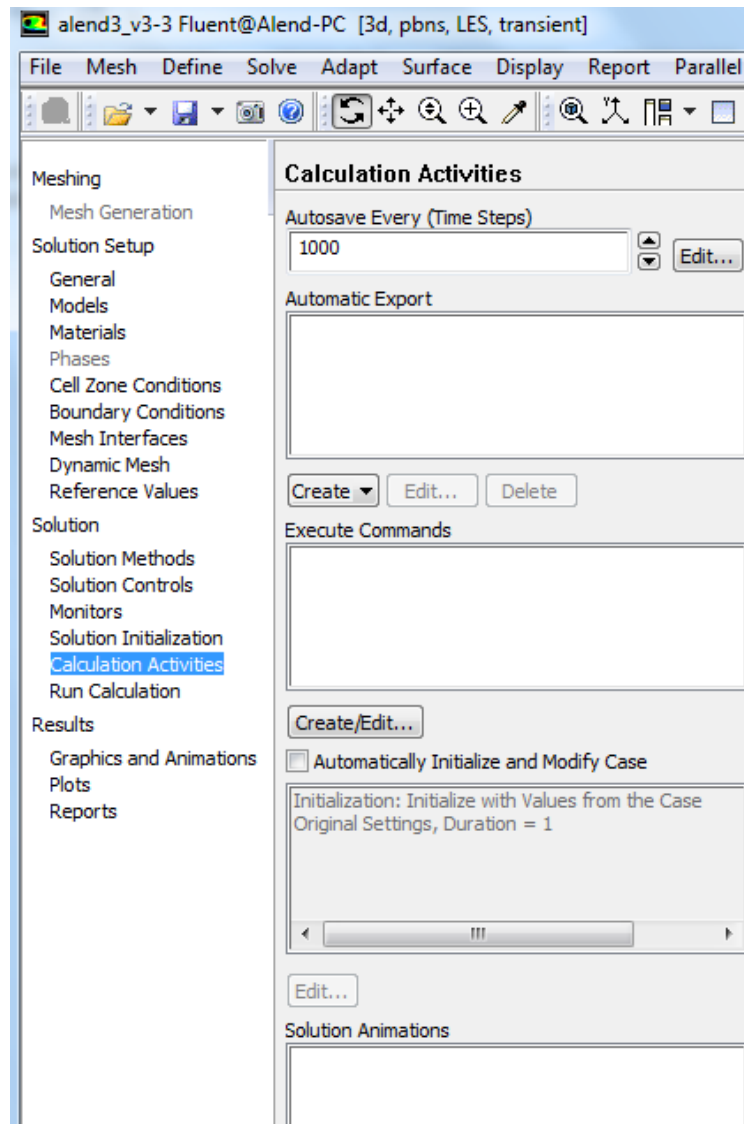 alend3_v3-3 Fluent@Alend-PC [3d, pbns, LES, transient]
File Mesh Define Solve Adapt Surface Display Report Parallel
Meshing
Mesh Generation
Solution Setup
General
Models
Materials
Phases
Cell Zone Conditions
Boundary Conditions
Mesh Interfaces
Dynamic Mesh
Reference Values
Solution
Solution Methods
Solution Controls
Monitors
Solution Initialization
Calculation Activities
Run Calculation
Results
Graphics and Animations
Plots
Reports
Calculation Activities
Autosave Every (Time Steps)
1000 Edit...
Automatic Export
Create Edit... Delete
Execute Commands
Create/Edit...
Automatically Initialize and Modify Case
Initialization: Initialize with Values from the Case
Original Settings, Duration = 1
Edit...
Solution Animations